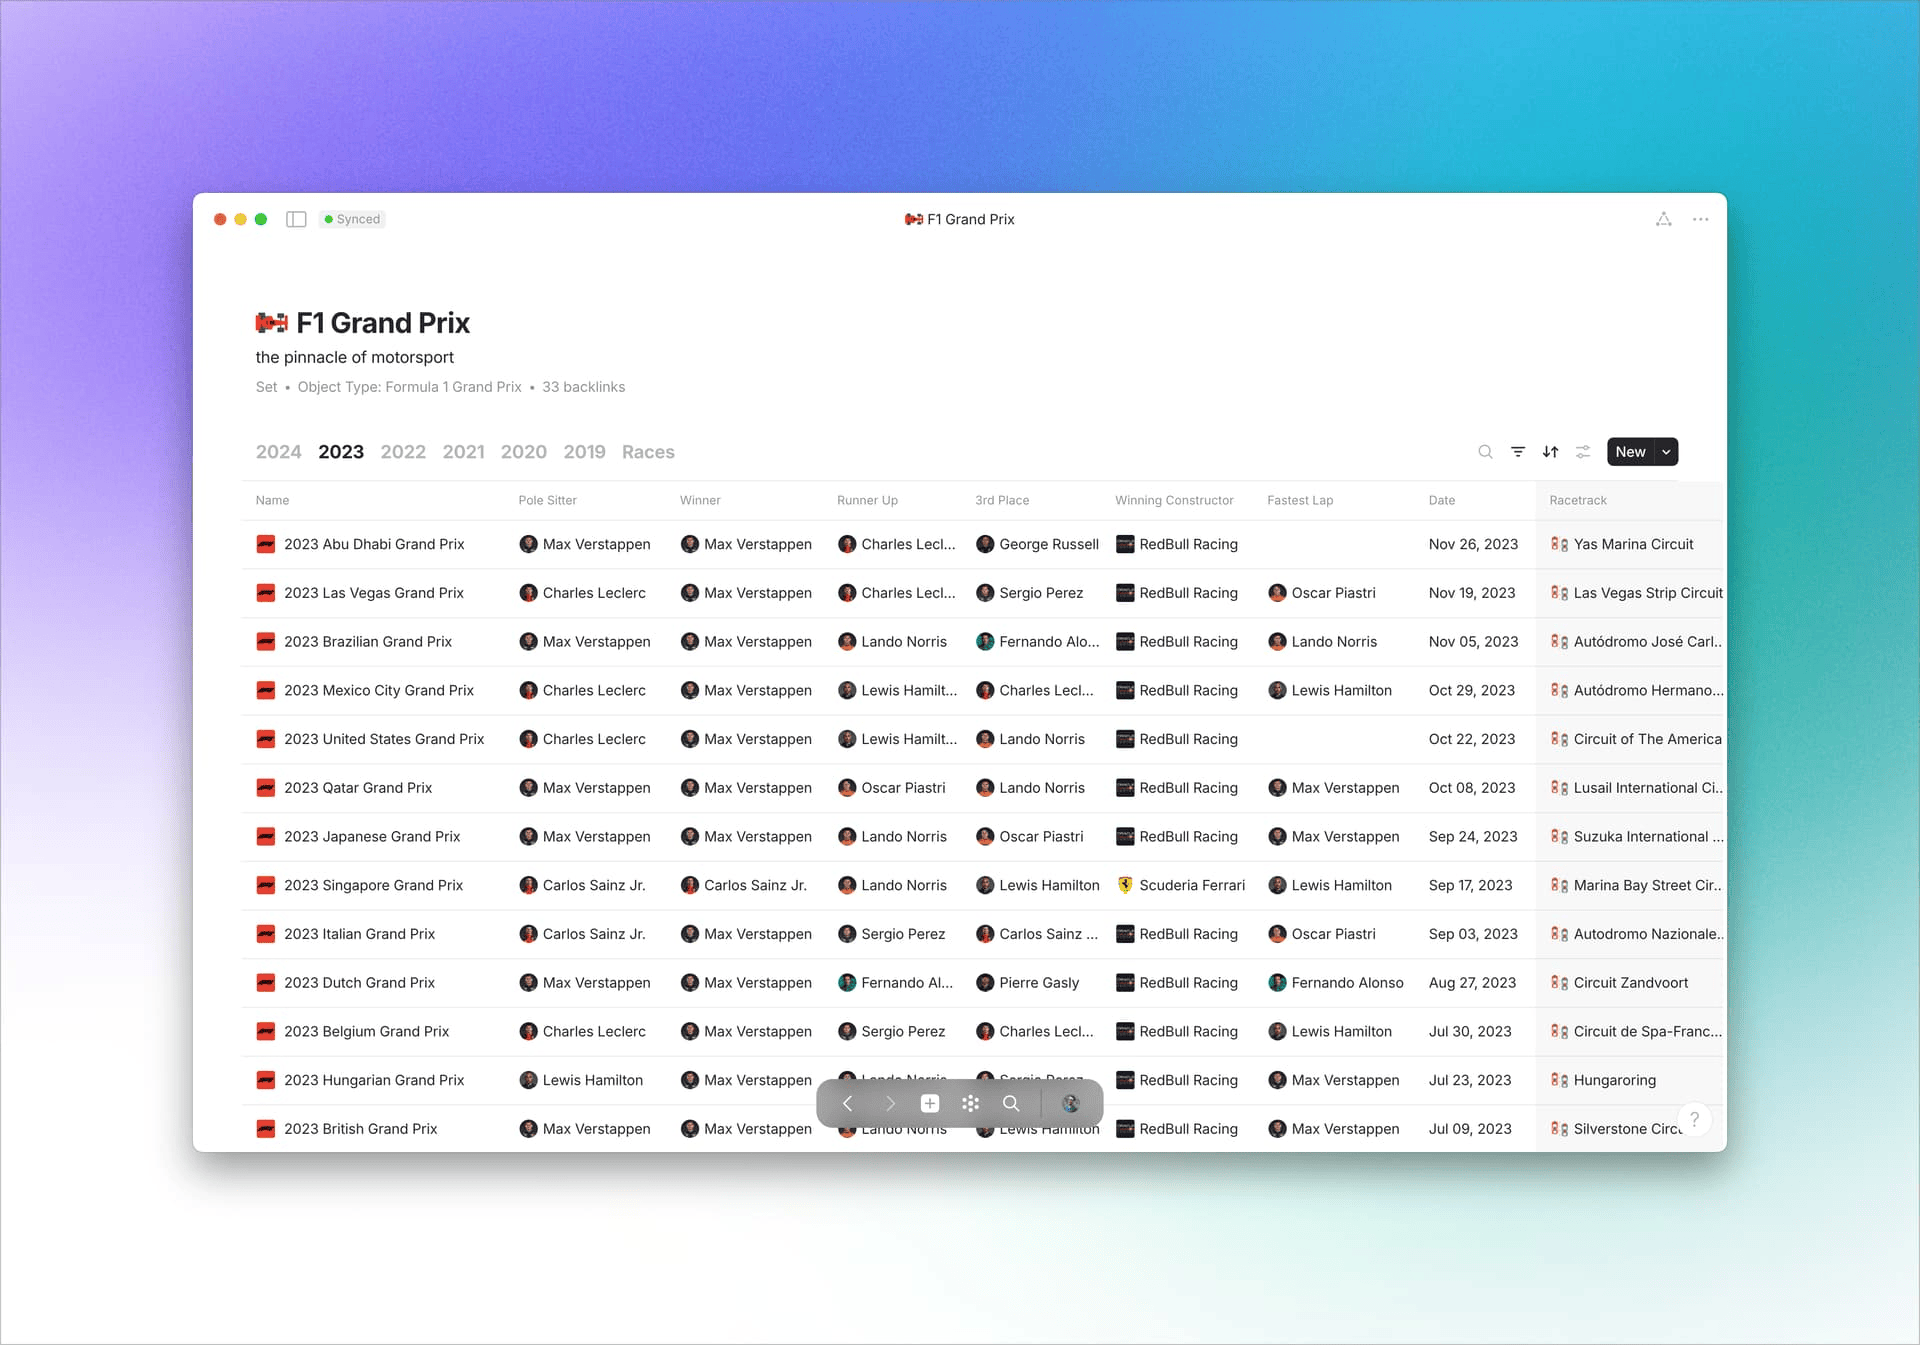 Synced
F1 Grand Prix
F1 Grand Prix
the pinnacle of motorsport
Set • Object Type: Formula 1 Grand Prix • 33 backlinks
2024 2023 2022 2021 2020 2019 Races
New
Name Pole Sitter Winner Runner Up 3rd Place Winning Constructor Fastest Lap Date Racetrack
2023 Abu Dhabi Grand Prix Max Verstappen Max Verstappen Charles Lecl... George Russell RedBull Racing Nov 26, 2023 Yas Marina Circuit
2023 Las Vegas Grand Prix Charles Leclerc Max Verstappen Charles Lecl... Sergio Perez RedBull Racing Oscar Piastri Nov 19, 2023 Las Vegas Strip Circuit
2023 Brazilian Grand Prix Max Verstappen Max Verstappen Lando Norris Fernando Alo... RedBull Racing Lando Norris Nov 05, 2023 Autódromo José Carl..
2023 Mexico City Grand Prix Charles Leclerc Max Verstappen Lewis Hamilt... Charles Lecl... RedBull Racing Lewis Hamilton Oct 29, 2023 Autódromo Hermano...
2023 United States Grand Prix Charles Leclerc Max Verstappen Lewis Hamilt... Lando Norris RedBull Racing Oct 22, 2023 Circuit of The America
2023 Qatar Grand Prix Max Verstappen Max Verstappen Oscar Piastri Lando Norris RedBull Racing Max Verstappen Oct 08, 2023 Lusail International Ci..
2023 Japanese Grand Prix Max Verstappen Max Verstappen Lando Norris Oscar Piastri RedBull Racing Max Verstappen Sep 24, 2023 Suzuka International ...
2023 Singapore Grand Prix Carlos Sainz Jr. Carlos Sainz Jr. Lando Norris Lewis Hamilton Scuderia Ferrari Lewis Hamilton Sep 17, 2023 Marina Bay Street Cir..
2023 Italian Grand Prix Carlos Sainz Jr. Max Verstappen Sergio Perez Carlos Sainz ... RedBull Racing Oscar Piastri Sep 03, 2023 Autodromo Nazionale..
2023 Dutch Grand Prix Max Verstappen Max Verstappen Fernando Al... Pierre Gasly RedBull Racing Fernando Alonso Aug 27, 2023 Circuit Zandvoort
2023 Belgium Grand Prix Charles Leclerc Max Verstappen Sergio Perez Charles Lecl... RedBull Racing Lewis Hamilton Jul 30, 2023 Circuit de Spa-Franc...
2023 Hungarian Grand Prix Lewis Hamilton Max Verstappen Lando Norris Sergio Perez RedBull Racing Max Verstappen Jul 23, 2023 Hungaroring
2023 British Grand Prix Max Verstappen Max Verstappen Lando Norris Lewis Hamilton RedBull Racing Max Verstappen Jul 09, 2023 Silverstone Circ
?